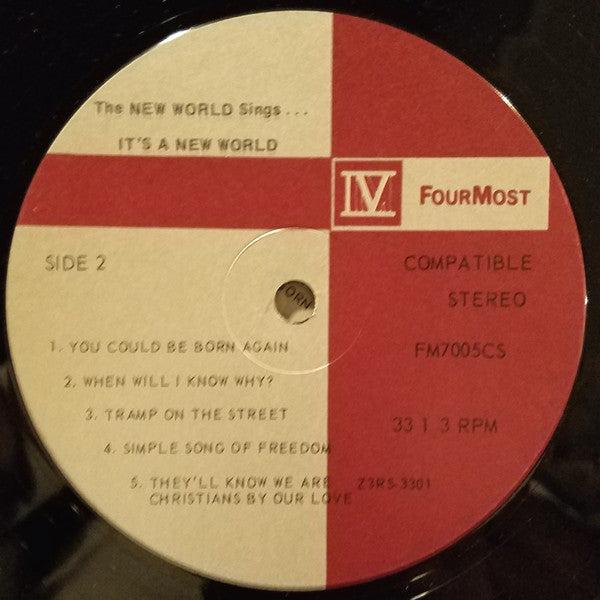 The NEW WORLD Sings...
IT'S A NEW WORLD
IV FOURMOST
SIDE 2
COMPATIBLE
STEREO
ORN
1. YOU COULD BE BORN AGAIN
FM7005CS
2. WHEN WILL I KNOW WHY?
3. TRAMP ON THE STREET
33 1 3 RPM
4. SIMPLE SONG OF FREEDOM
5. THEY'LL KNOW WE ARE Z3RS-3301
CHRISTIANS BY OUR LOVE